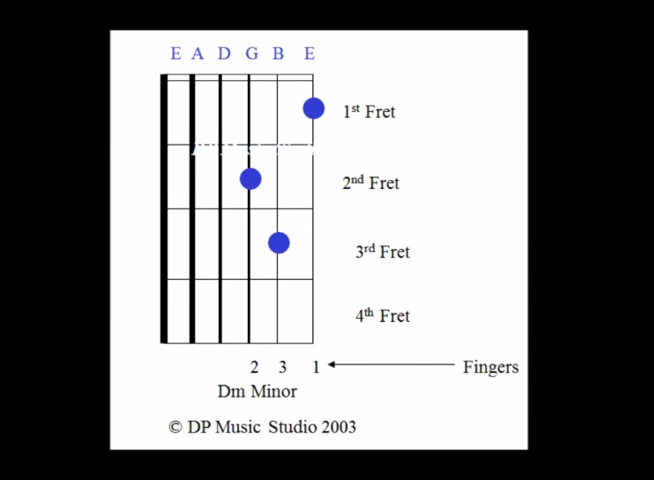 E A D G B E
1st Fret
2nd Fret
3rd Fret
4th Fret
2 3 1 Fingers
Dm Minor
© DP Music Studio 2003